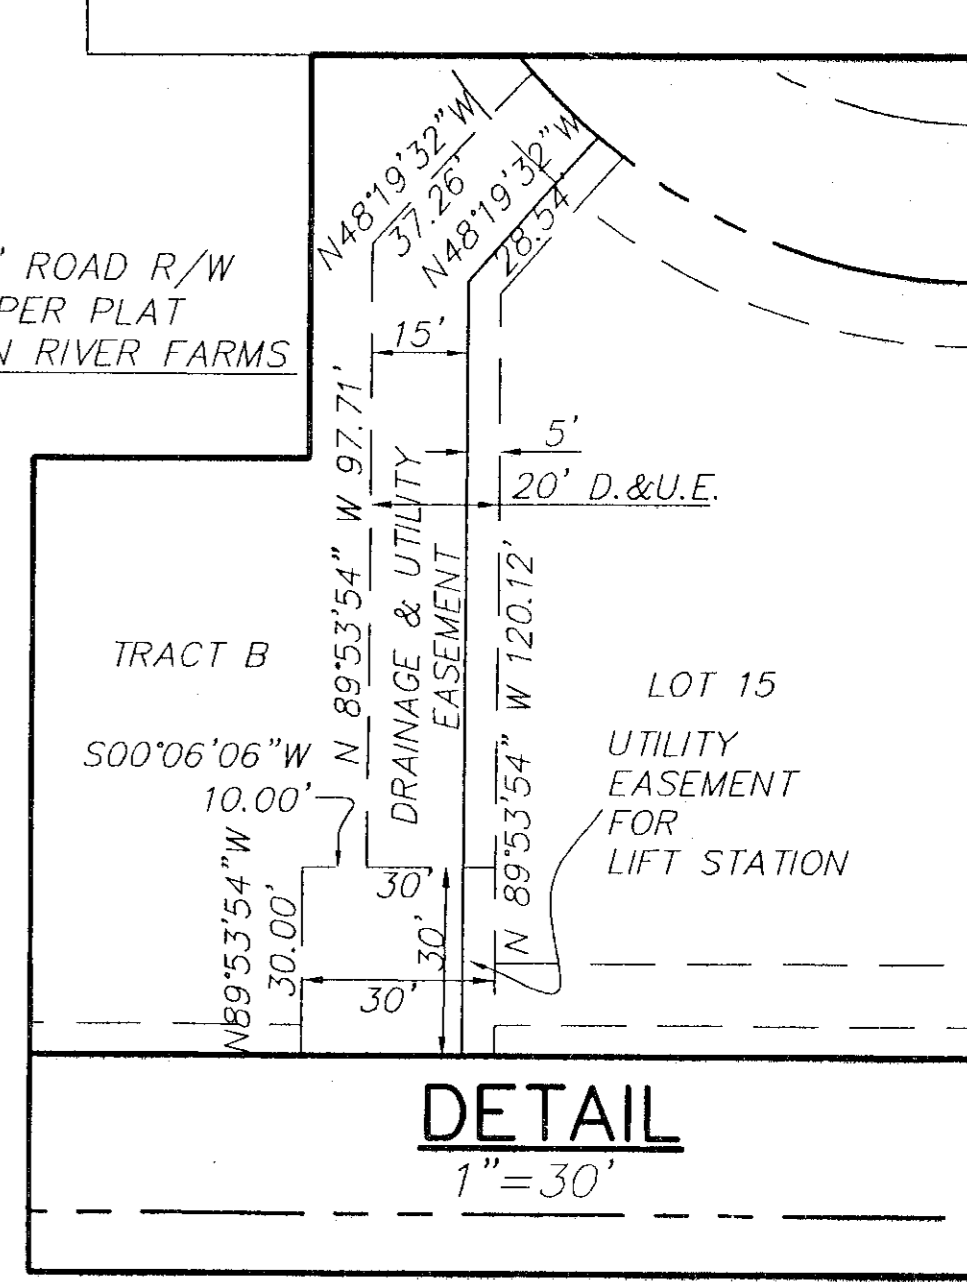 N48°19'32"W
37.26'
N48°19'32"W
28.54'
' ROAD R/W
PER PLAT
N RIVER FARMS
15'
5'
20' D.&U.E.
N 89°53'54" W 97.71'
DRAINAGE & UTILITY
EASEMENT
N 89°53'54" W 120.12'
TRACT B
LOT 15
S00°06'06"W
10.00'
UTILITY
EASEMENT
FOR
LIFT STATION
N89°53'54"W
30.00'
30'
30'
30'
DETAIL
1"=30'